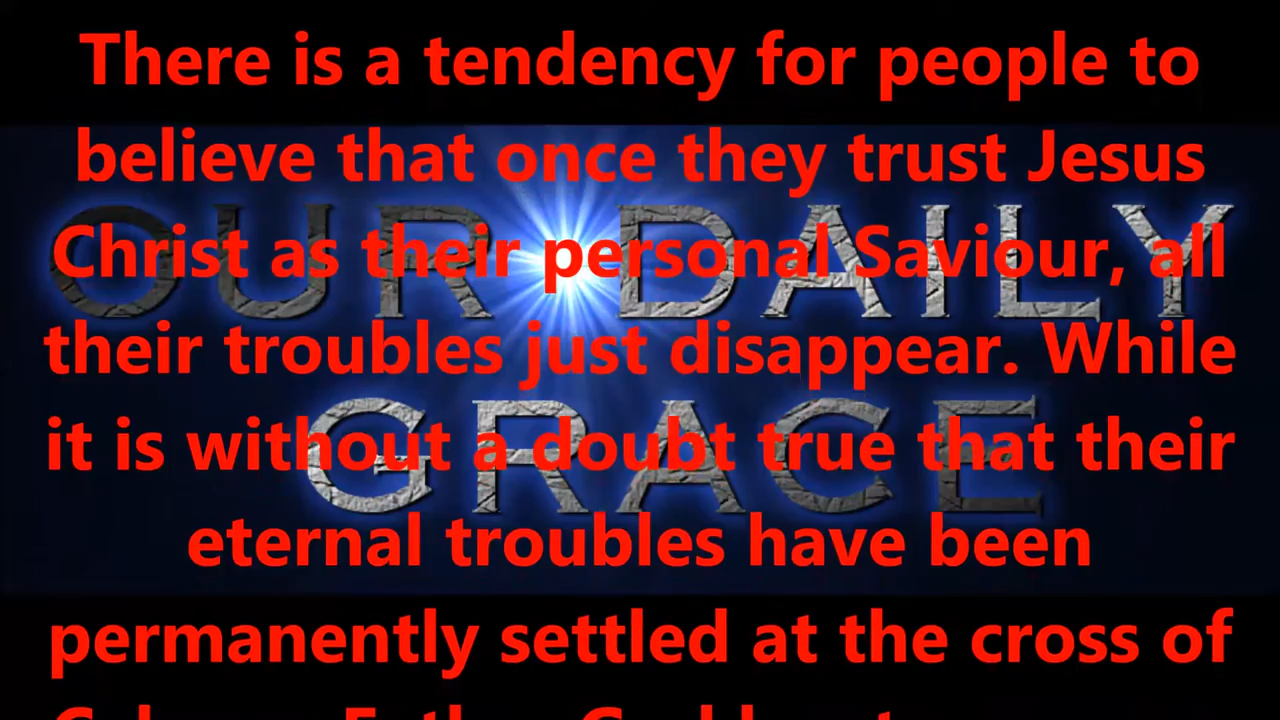 There is a tendency for people to
believe that once they trust Jesus
Christ as their personal Saviour, all
their troubles just disappear. While
it is without a doubt true that their
eternal troubles have been
permanently settled at the cross of
OUR DAILY
GRACE